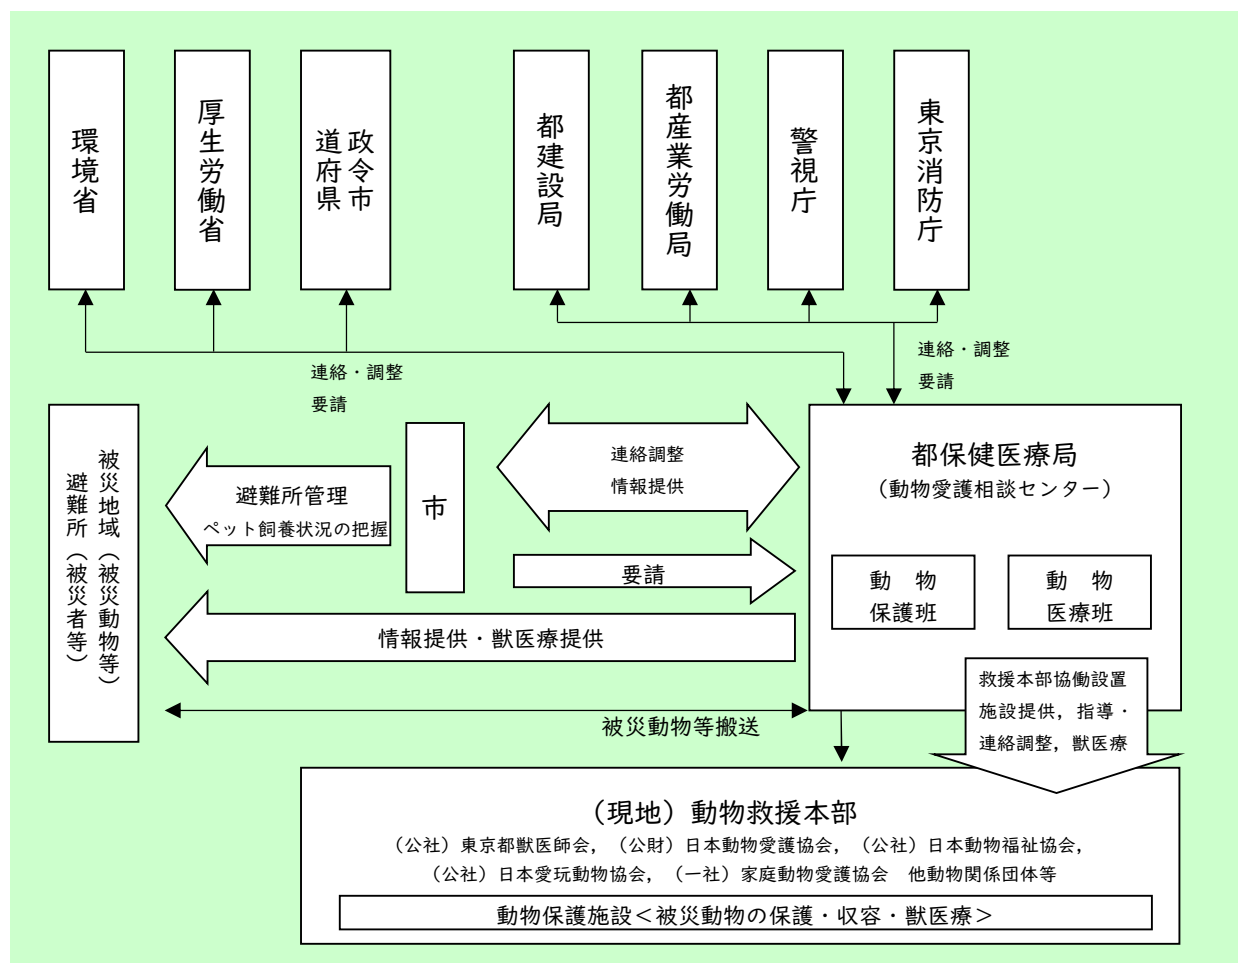 環境省
厚生労働省
政令市
道府県
都建設局
都産業労働局
警視庁
東京消防庁
連絡・調整
要請
連絡・調整
要請
被災地域（被災動物等）
避難所（被災者等）
避難所管理
ペット飼養状況の把握
市
連絡調整
情報提供
要請
都保健医療局
（動物愛護相談センター）
動　物
保護班
動　物
医療班
情報提供・獣医療提供
被災動物等搬送
救援本部協働設置
施設提供，指導・
連絡調整，獣医療
（現地）動物救援本部
（公社）東京都獣医師会，（公財）日本動物愛護協会，（公社）日本動物福祉協会，
（公社）日本愛玩動物協会，（一社）家庭動物愛護協会　他動物関係団体等
動物保護施設＜被災動物の保護・収容・獣医療＞